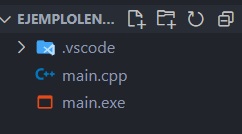 EJEMPLOLEN...
.vscode
C++ main.cpp
main.exe